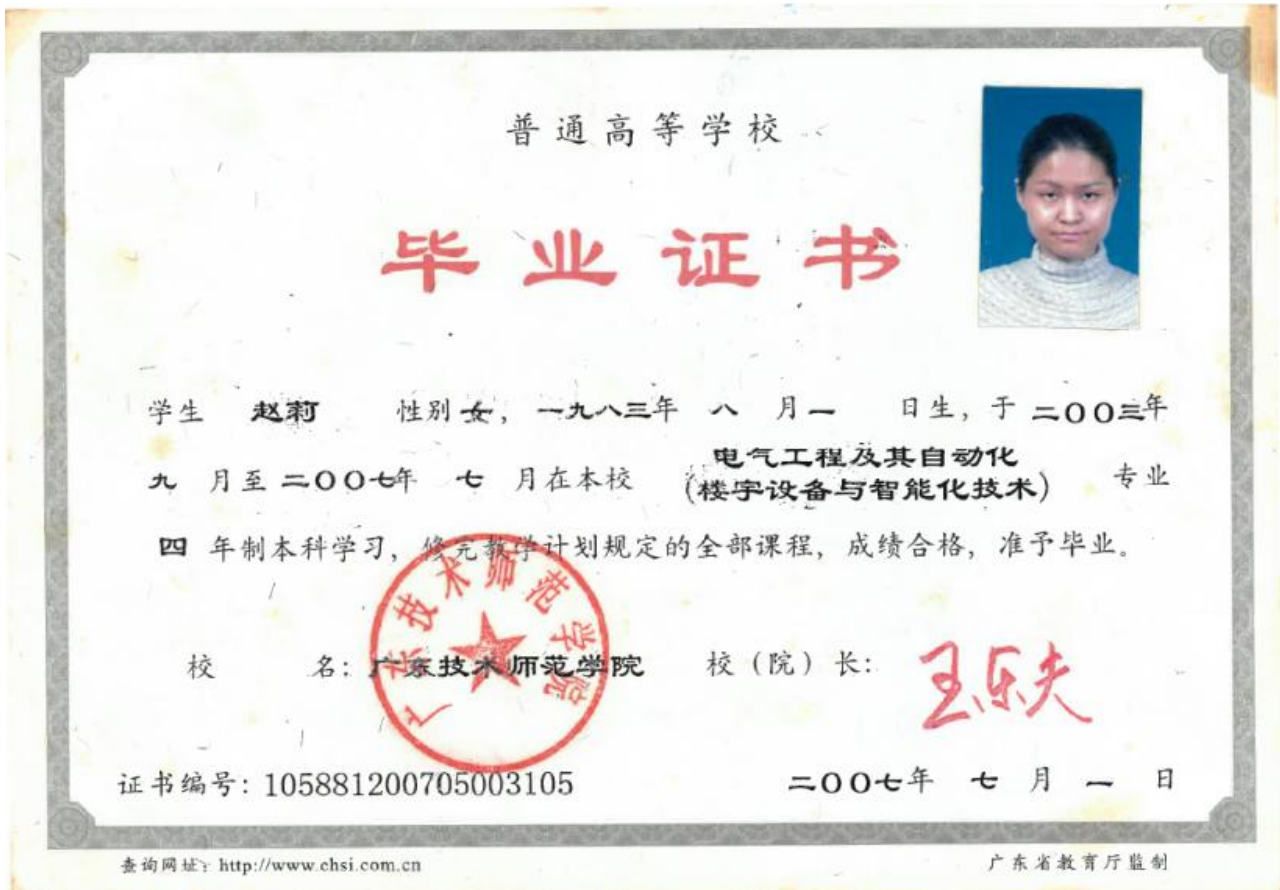 普通高等学校
毕业证书
学生 赵莉 性别 女，一九八三年 八 月 一 日生，于 二〇〇三年
九 月至 二〇〇七年 七 月在本校 电气工程及其自动化
（楼宇设备与智能化技术） 专业
四 年制本科学习，修完教学计划规定的全部课程，成绩合格，准予毕业。
广东技术师范学院
校 名：广东技术师范学院 校（院）长：王乐夫
证书编号：105881200705003105 二〇〇七年 七 月 一 日
查询网址：http://www.chsi.com.cn 广东省教育厅监制